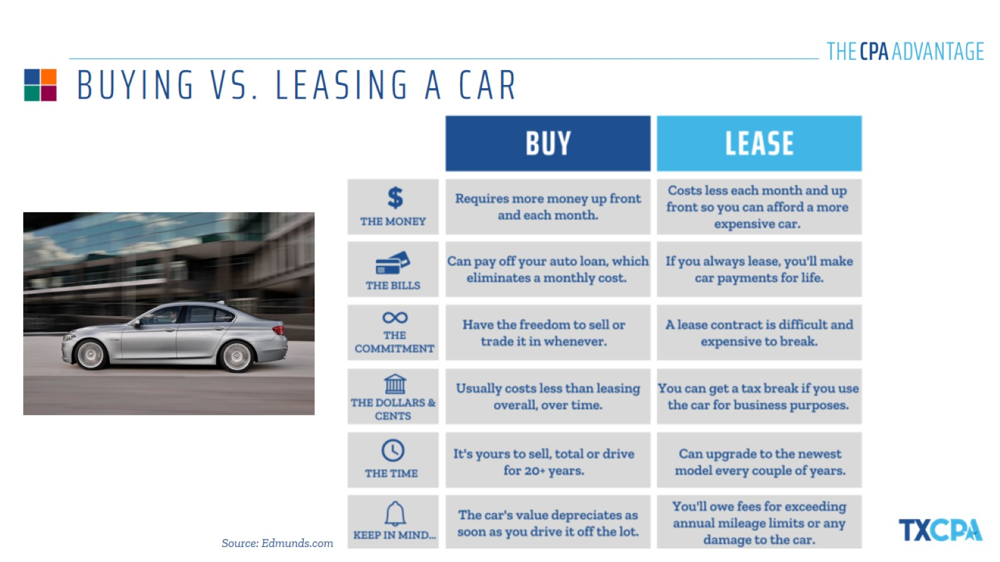 THE CPA ADVANTAGE
BUYING VS. LEASING A CAR
BUY
LEASE
THE MONEY
Requires more money up front
and each month.
Costs less each month and up
front so you can afford a more
expensive car.
THE BILLS
Can pay off your auto loan, which
eliminates a monthly cost.
If you always lease, you'll make
car payments for life.
THE
COMMITMENT
Have the freedom to sell or
trade it in whenever.
A lease contract is difficult and
expensive to break.
THE DOLLARS &
CENTS
Usually costs less than leasing
overall, over time.
You can get a tax break if you use
the car for business purposes.
THE TIME
It's yours to sell, total or drive
for 20+ years.
Can upgrade to the newest
model every couple of years.
KEEP IN MIND...
The car's value depreciates as
soon as you drive it off the lot.
You'll owe fees for exceeding
annual mileage limits or any
damage to the car.
Source: Edmunds.com
TXCPA